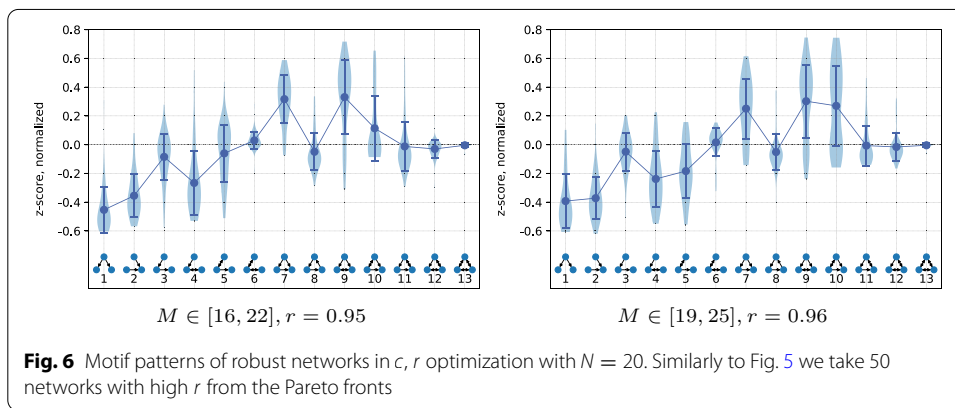 0.8
0.6
0.4
0.2
0.0
-0.2
-0.4
-0.6
z-score, normalized
1 2 3 4 5 6 7 8 9 10 11 12 13
M ∈ [16, 22], r = 0.95
0.8
0.6
0.4
0.2
0.0
-0.2
-0.4
-0.6
z-score, normalized
1 2 3 4 5 6 7 8 9 10 11 12 13
M ∈ [19, 25], r = 0.96
Fig. 6 Motif patterns of robust networks in c, r optimization with N = 20. Similarly to Fig. 5 we take 50
networks with high r from the Pareto fronts